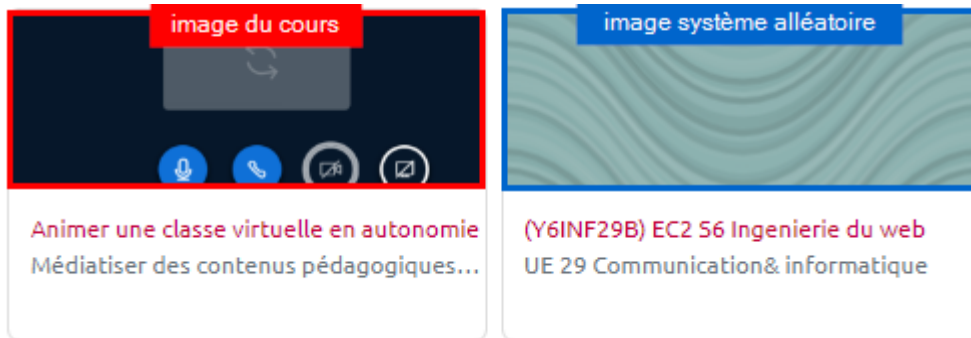 image du cours
image système alléatoire
Animer une classe virtuelle en autonomie
Médiatiser des contenus pédagogiques...
(Y6INF29B) EC2 S6 Ingenierie du web
UE 29 Communication& informatique